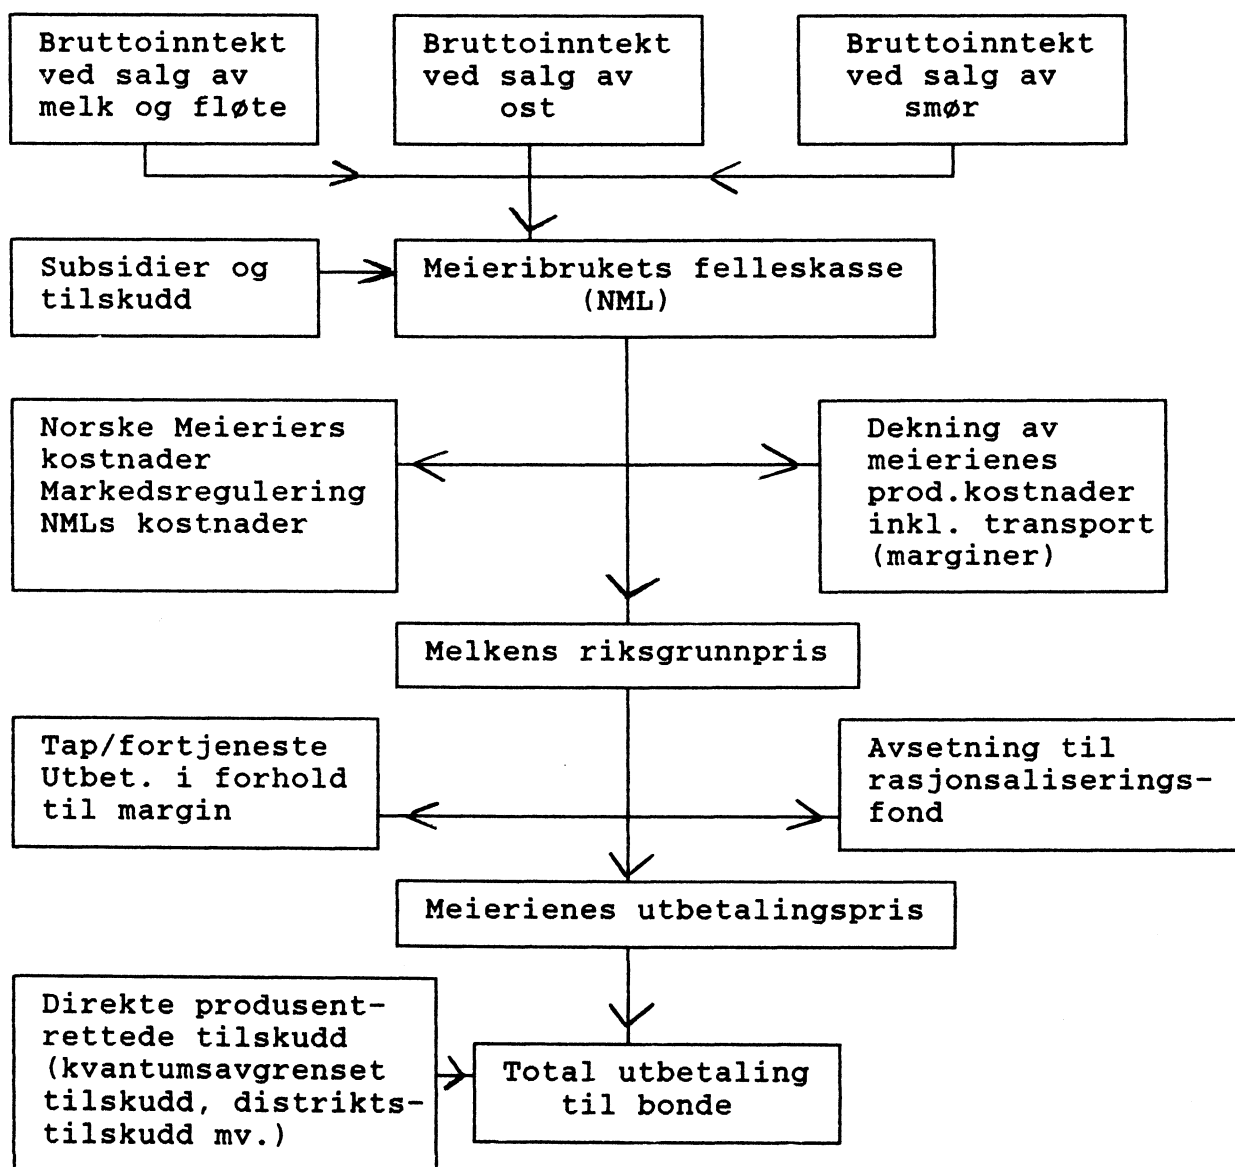 Bruttoinntekt
ved salg av
melk og fløte
Bruttoinntekt
ved salg av
ost
Bruttoinntekt
ved salg av
smør
Subsidier og
tilskudd
Meieribrukets felleskasse
(NML)
Norske Meieriers
kostnader
Markedsregulering
NMLs kostnader
Dekning av
meierienes
prod.kostnader
inkl. transport
(marginer)
Melkens riksgrunnpris
Tap/fortjeneste
Utbet. i forhold
til margin
Avsetning til
rasjonsaliserings-
fond
Meierienes utbetalingspris
Direkte produsent-
rettede tilskudd
(kvantumsavgrenset
tilskudd, distrikts-
tilskudd mv.)
Total utbetaling
til bonde